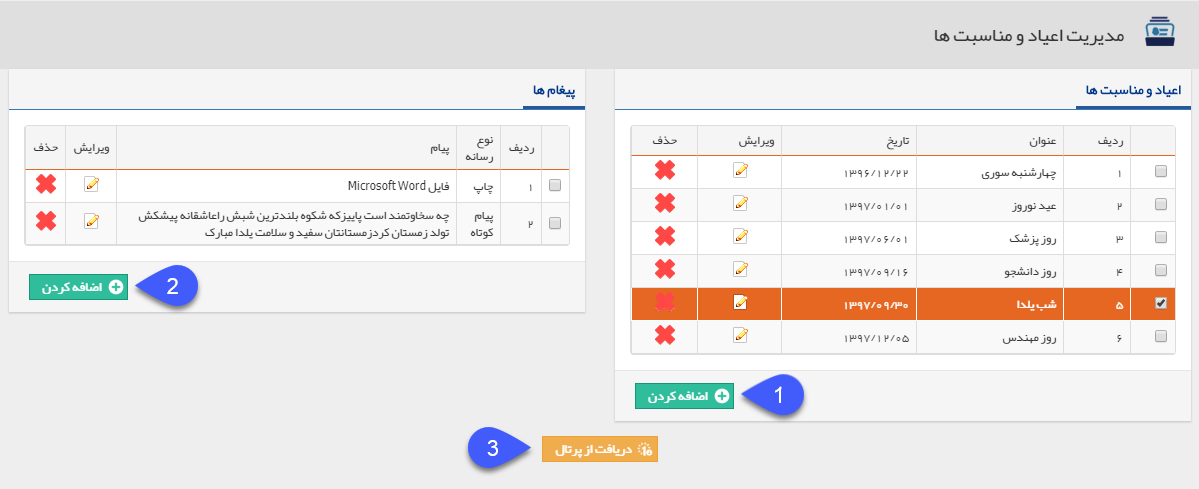 مدیریت اعیاد و مناسبت ها
اعیاد و مناسبت ها
ردیف عنوان تاریخ ویرایش حذف
۱ چهارشنبه سوری ۱۳۹۶/۱۲/۲۲
۲ عید نوروز ۱۳۹۷/۰۱/۰۱
۳ روز پزشک ۱۳۹۷/۰۶/۰۱
۴ روز دانشجو ۱۳۹۷/۰۹/۱۶
۵ شب یلدا ۱۳۹۷/۰۹/۳۰
۶ روز مهندس ۱۳۹۷/۱۲/۰۵
اضافه کردن
1
پیغام ها
ردیف نوع رسانه پیام ویرایش حذف
۱ چاپ فایل Microsoft Word
۲ پیام کوتاه چه سخاوتمند است پاییزکه شکوه بلندترین شبش راعاشقانه پیشکش
تولد زمستان کردزمستانتان سفید و سلامت یلدا مبارک
اضافه کردن
2
دریافت از پرتال
3